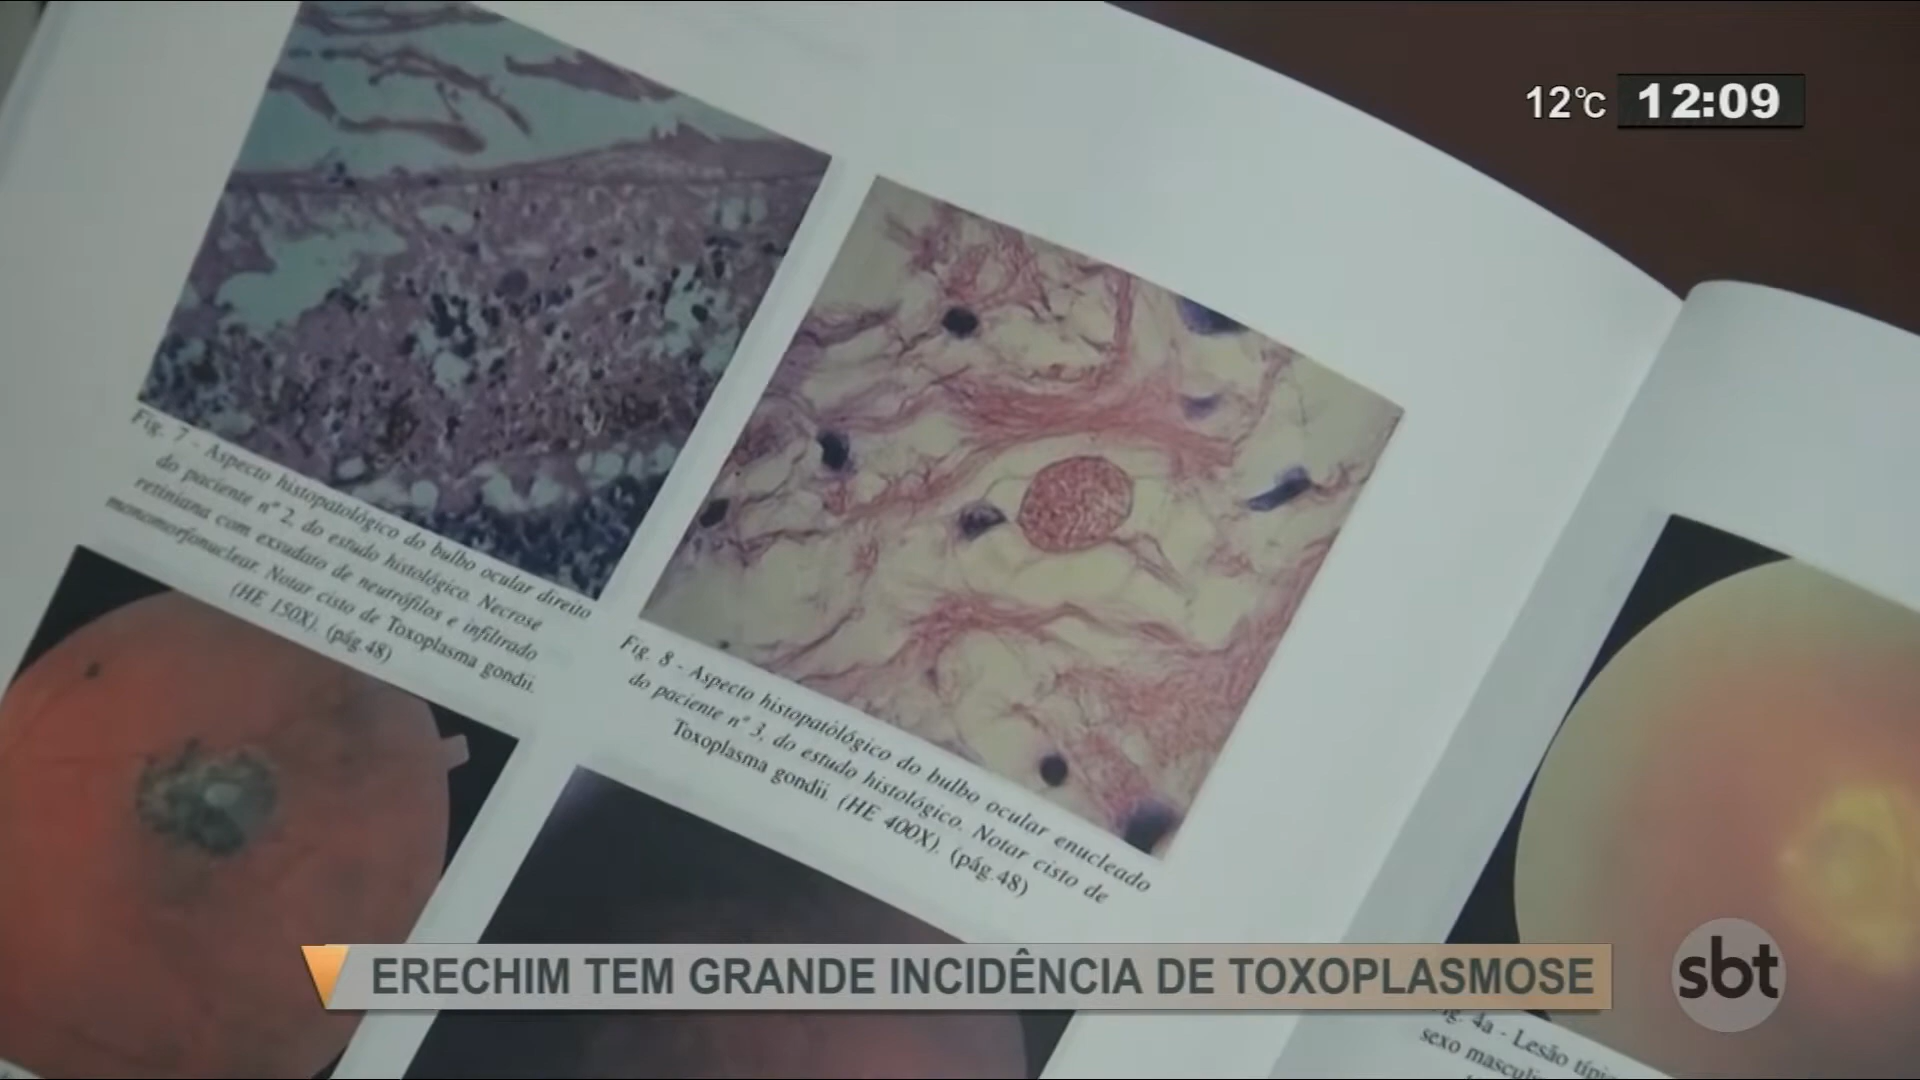 12°C 12:09
Fig. 7 - Aspecto histopatológico do bulbo ocular direito
do paciente nº 2, do estudo histológico. Necrose
retiniana com exsudato de neutrófilos e infiltrado
monomorfonuclear. Notar cisto de Toxoplasma gondii.
(HE 150X). (pág.48)
Fig. 8 - Aspecto histopatológico do bulbo ocular enucleado
do paciente nº 3, do estudo histológico. Notar cisto de
Toxoplasma gondii. (HE 400X). (pág.48)
ERECHIM TEM GRANDE INCIDÊNCIA DE TOXOPLASMOSE
sbt
4a - Lesão
sexo